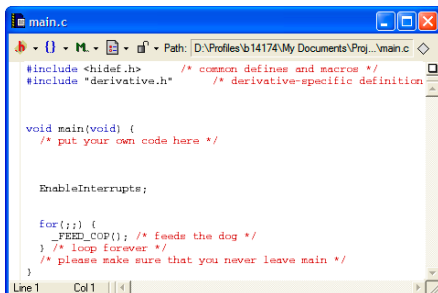 main.c
M. Path: D:\Profiles\b14174\My Documents\Proj...\main.c
#include <hidef.h> /* common defines and macros */
#include "derivative.h" /* derivative-specific definition
void main(void) {
/* put your own code here */
EnableInterrupts;
for(;;) {
_FEED_COP(); /* feeds the dog */
} /* loop forever */
/* please make sure that you never leave main */
}
Line 1 Col 1